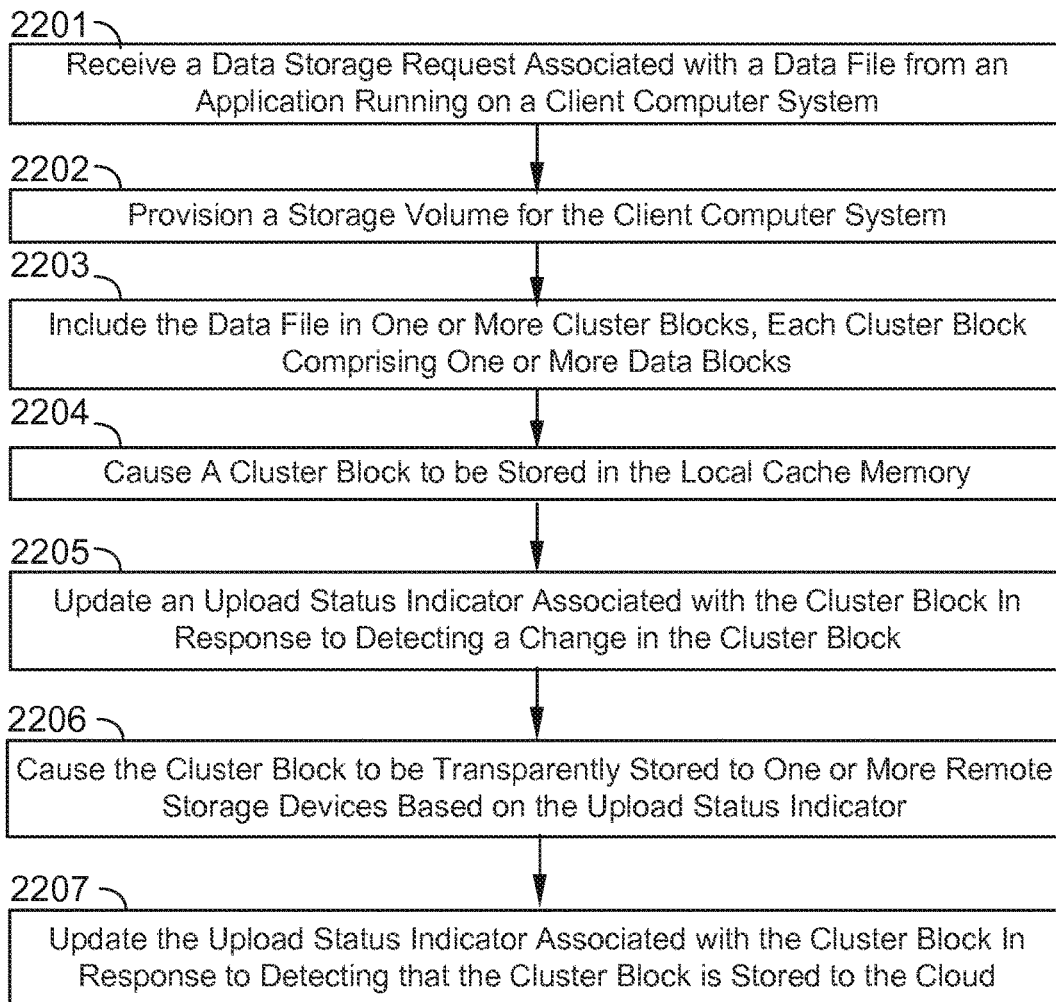 2201
Receive a Data Storage Request Associated with a Data File from an
Application Running on a Client Computer System
2202
Provision a Storage Volume for the Client Computer System
2203
Include the Data File in One or More Cluster Blocks, Each Cluster Block
Comprising One or More Data Blocks
2204
Cause A Cluster Block to be Stored in the Local Cache Memory
2205
Update an Upload Status Indicator Associated with the Cluster Block In
Response to Detecting a Change in the Cluster Block
2206
Cause the Cluster Block to be Transparently Stored to One or More Remote
Storage Devices Based on the Upload Status Indicator
2207
Update the Upload Status Indicator Associated with the Cluster Block In
Response to Detecting that the Cluster Block is Stored to the Cloud